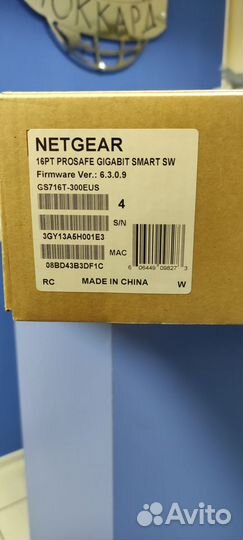 ОККАРД
NETGEAR
16PT PROSAFE GIGABIT SMART SW
Firmware Ver.: 6.3.0.9
GS716T-300EUS
4
S/N
3GY13A5H001E3
MAC
08BD43B3DF1C
6 06449 09827 3
RC MADE IN CHINA W
Avito